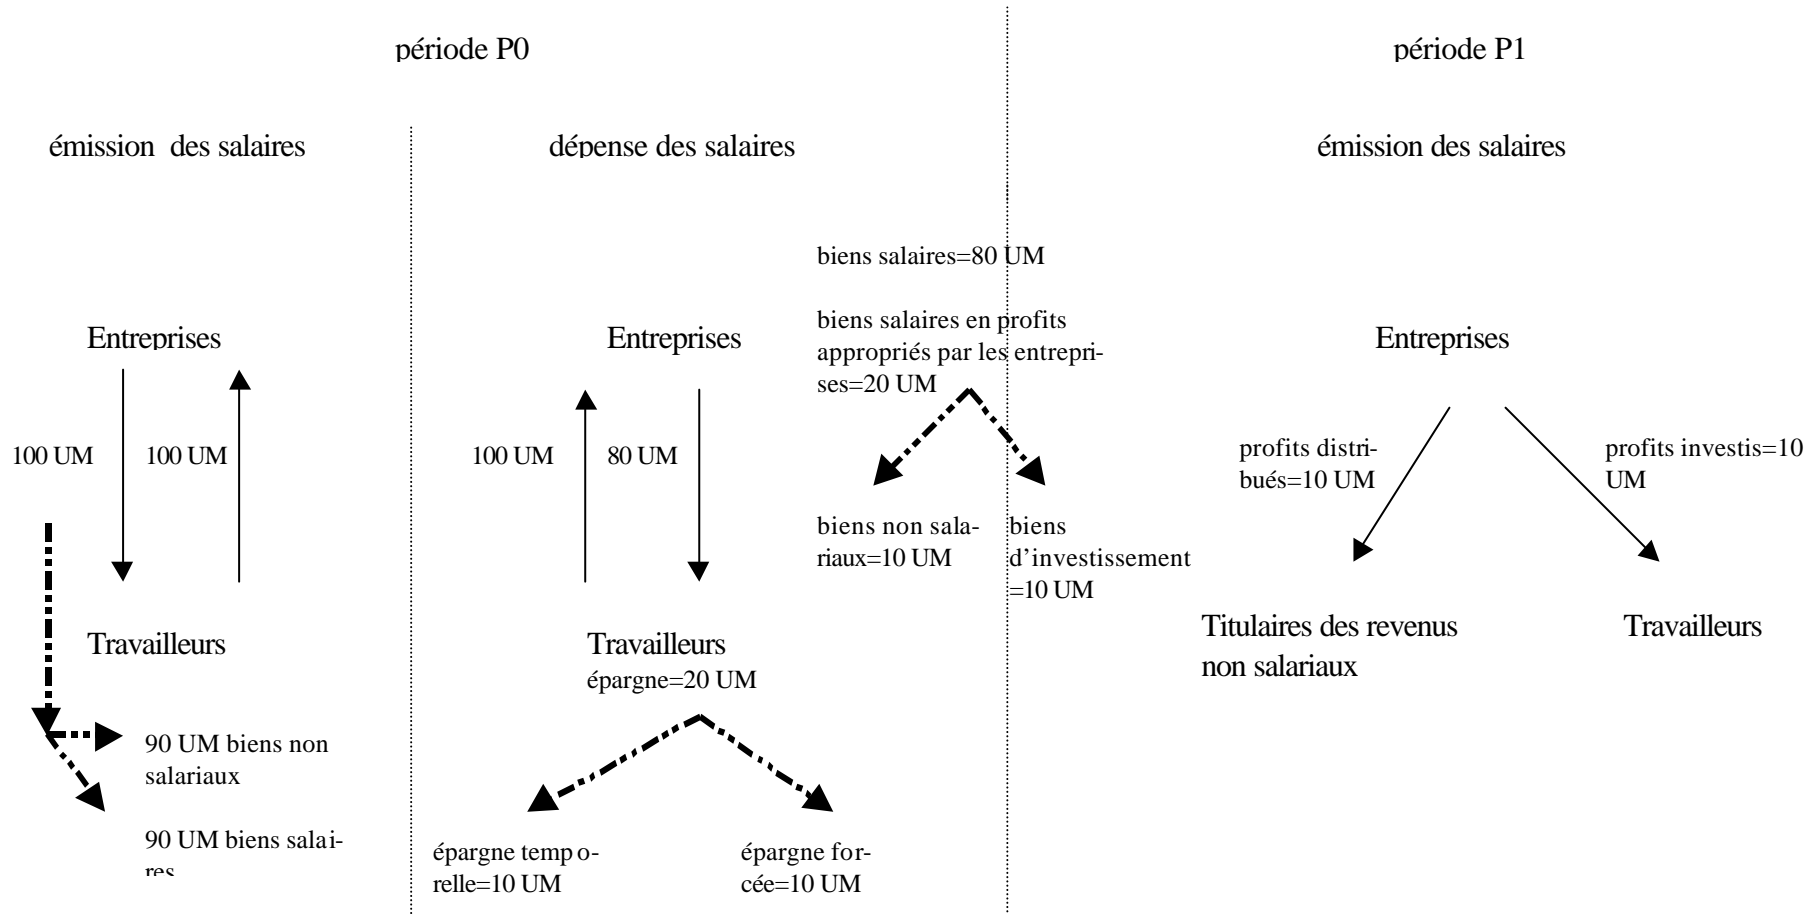 période P0
période P1
émission des salaires
dépense des salaires
émission des salaires
biens salaires=80 UM
biens salaires en profits
appropriés par les entrepri-
ses=20 UM
Entreprises
Entreprises
Entreprises
100 UM
100 UM
100 UM
80 UM
profits distri-
bués=10 UM
profits investis=10
UM
biens non sala-
riaux=10 UM
biens
d’investissement
=10 UM
Travailleurs
Travailleurs
épargne=20 UM
Titulaires des revenus
non salariaux
Travailleurs
90 UM biens non
salariaux
90 UM biens salai-
res
épargne tempo-
relle=10 UM
épargne for-
cée=10 UM